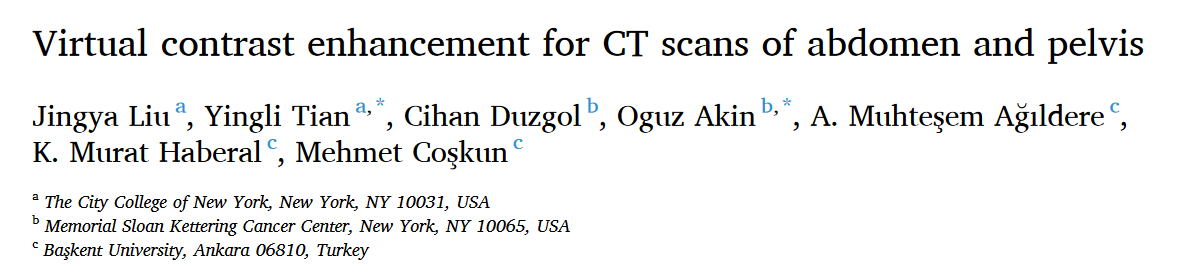 Virtual contrast enhancement for CT scans of abdomen and pelvis
Jingya Liu a, Yingli Tian a,*, Cihan Duzgol b, Oguz Akin b,*, A. Muhteşem Ağıldere c,
K. Murat Haberal c, Mehmet Coşkun c
a The City College of New York, New York, NY 10031, USA
b Memorial Sloan Kettering Cancer Center, New York, NY 10065, USA
c Başkent University, Ankara 06810, Turkey